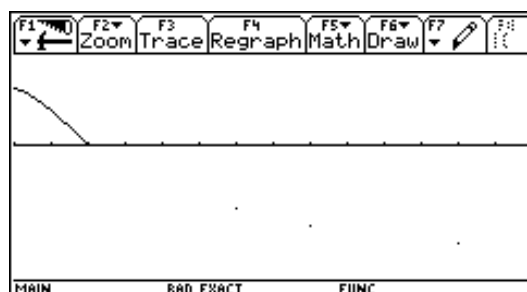 F1 F2 F3 F4 F5 F6 F7
Zoom Trace Regraph Math Draw
MAIN RAD EXACT FUNC